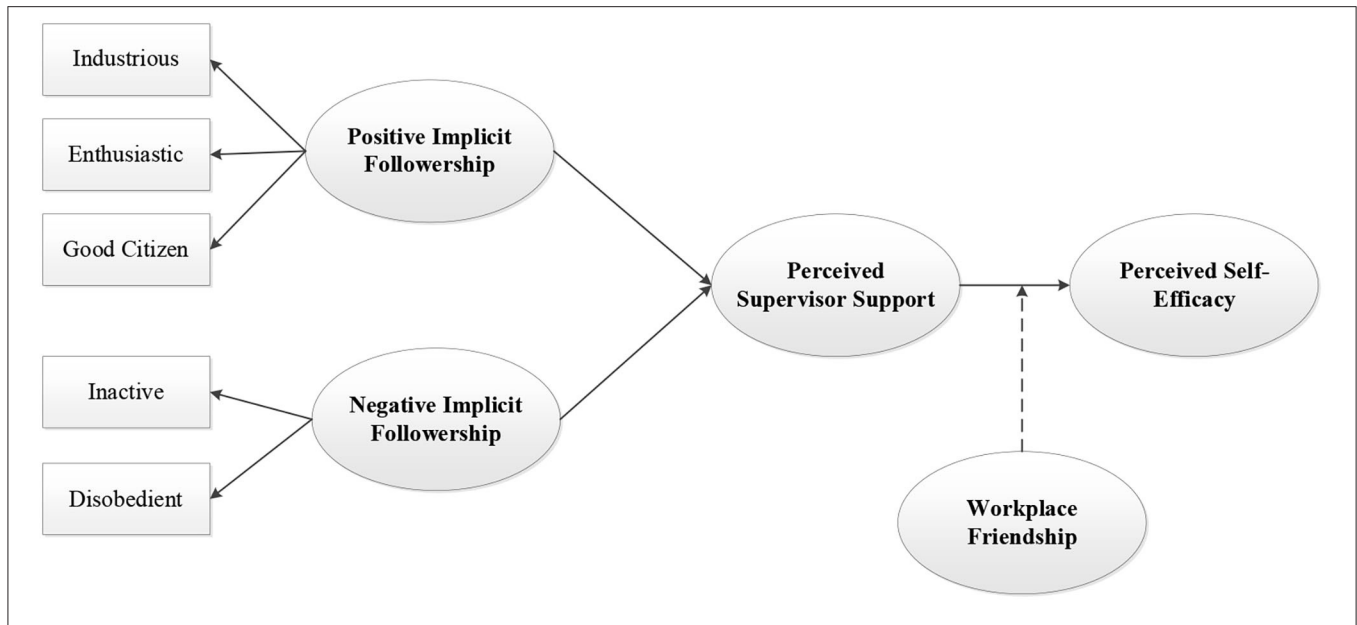 Industrious
Enthusiastic
Good Citizen
Positive Implicit
Followership
Inactive
Disobedient
Negative Implicit
Followership
Perceived
Supervisor Support
Perceived Self-
Efficacy
Workplace
Friendship